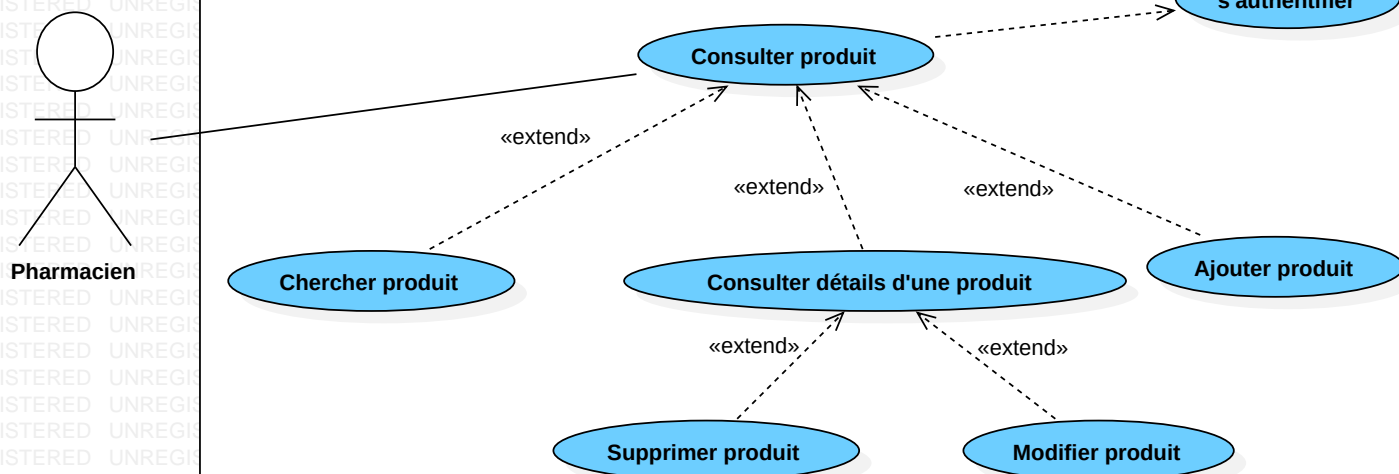 s'authentifier
Consulter produit
«extend»
«extend»
«extend»
Pharmacien
Chercher produit
Consulter détails d'une produit
Ajouter produit
«extend»
«extend»
Supprimer produit
Modifier produit
UNREGISTERED